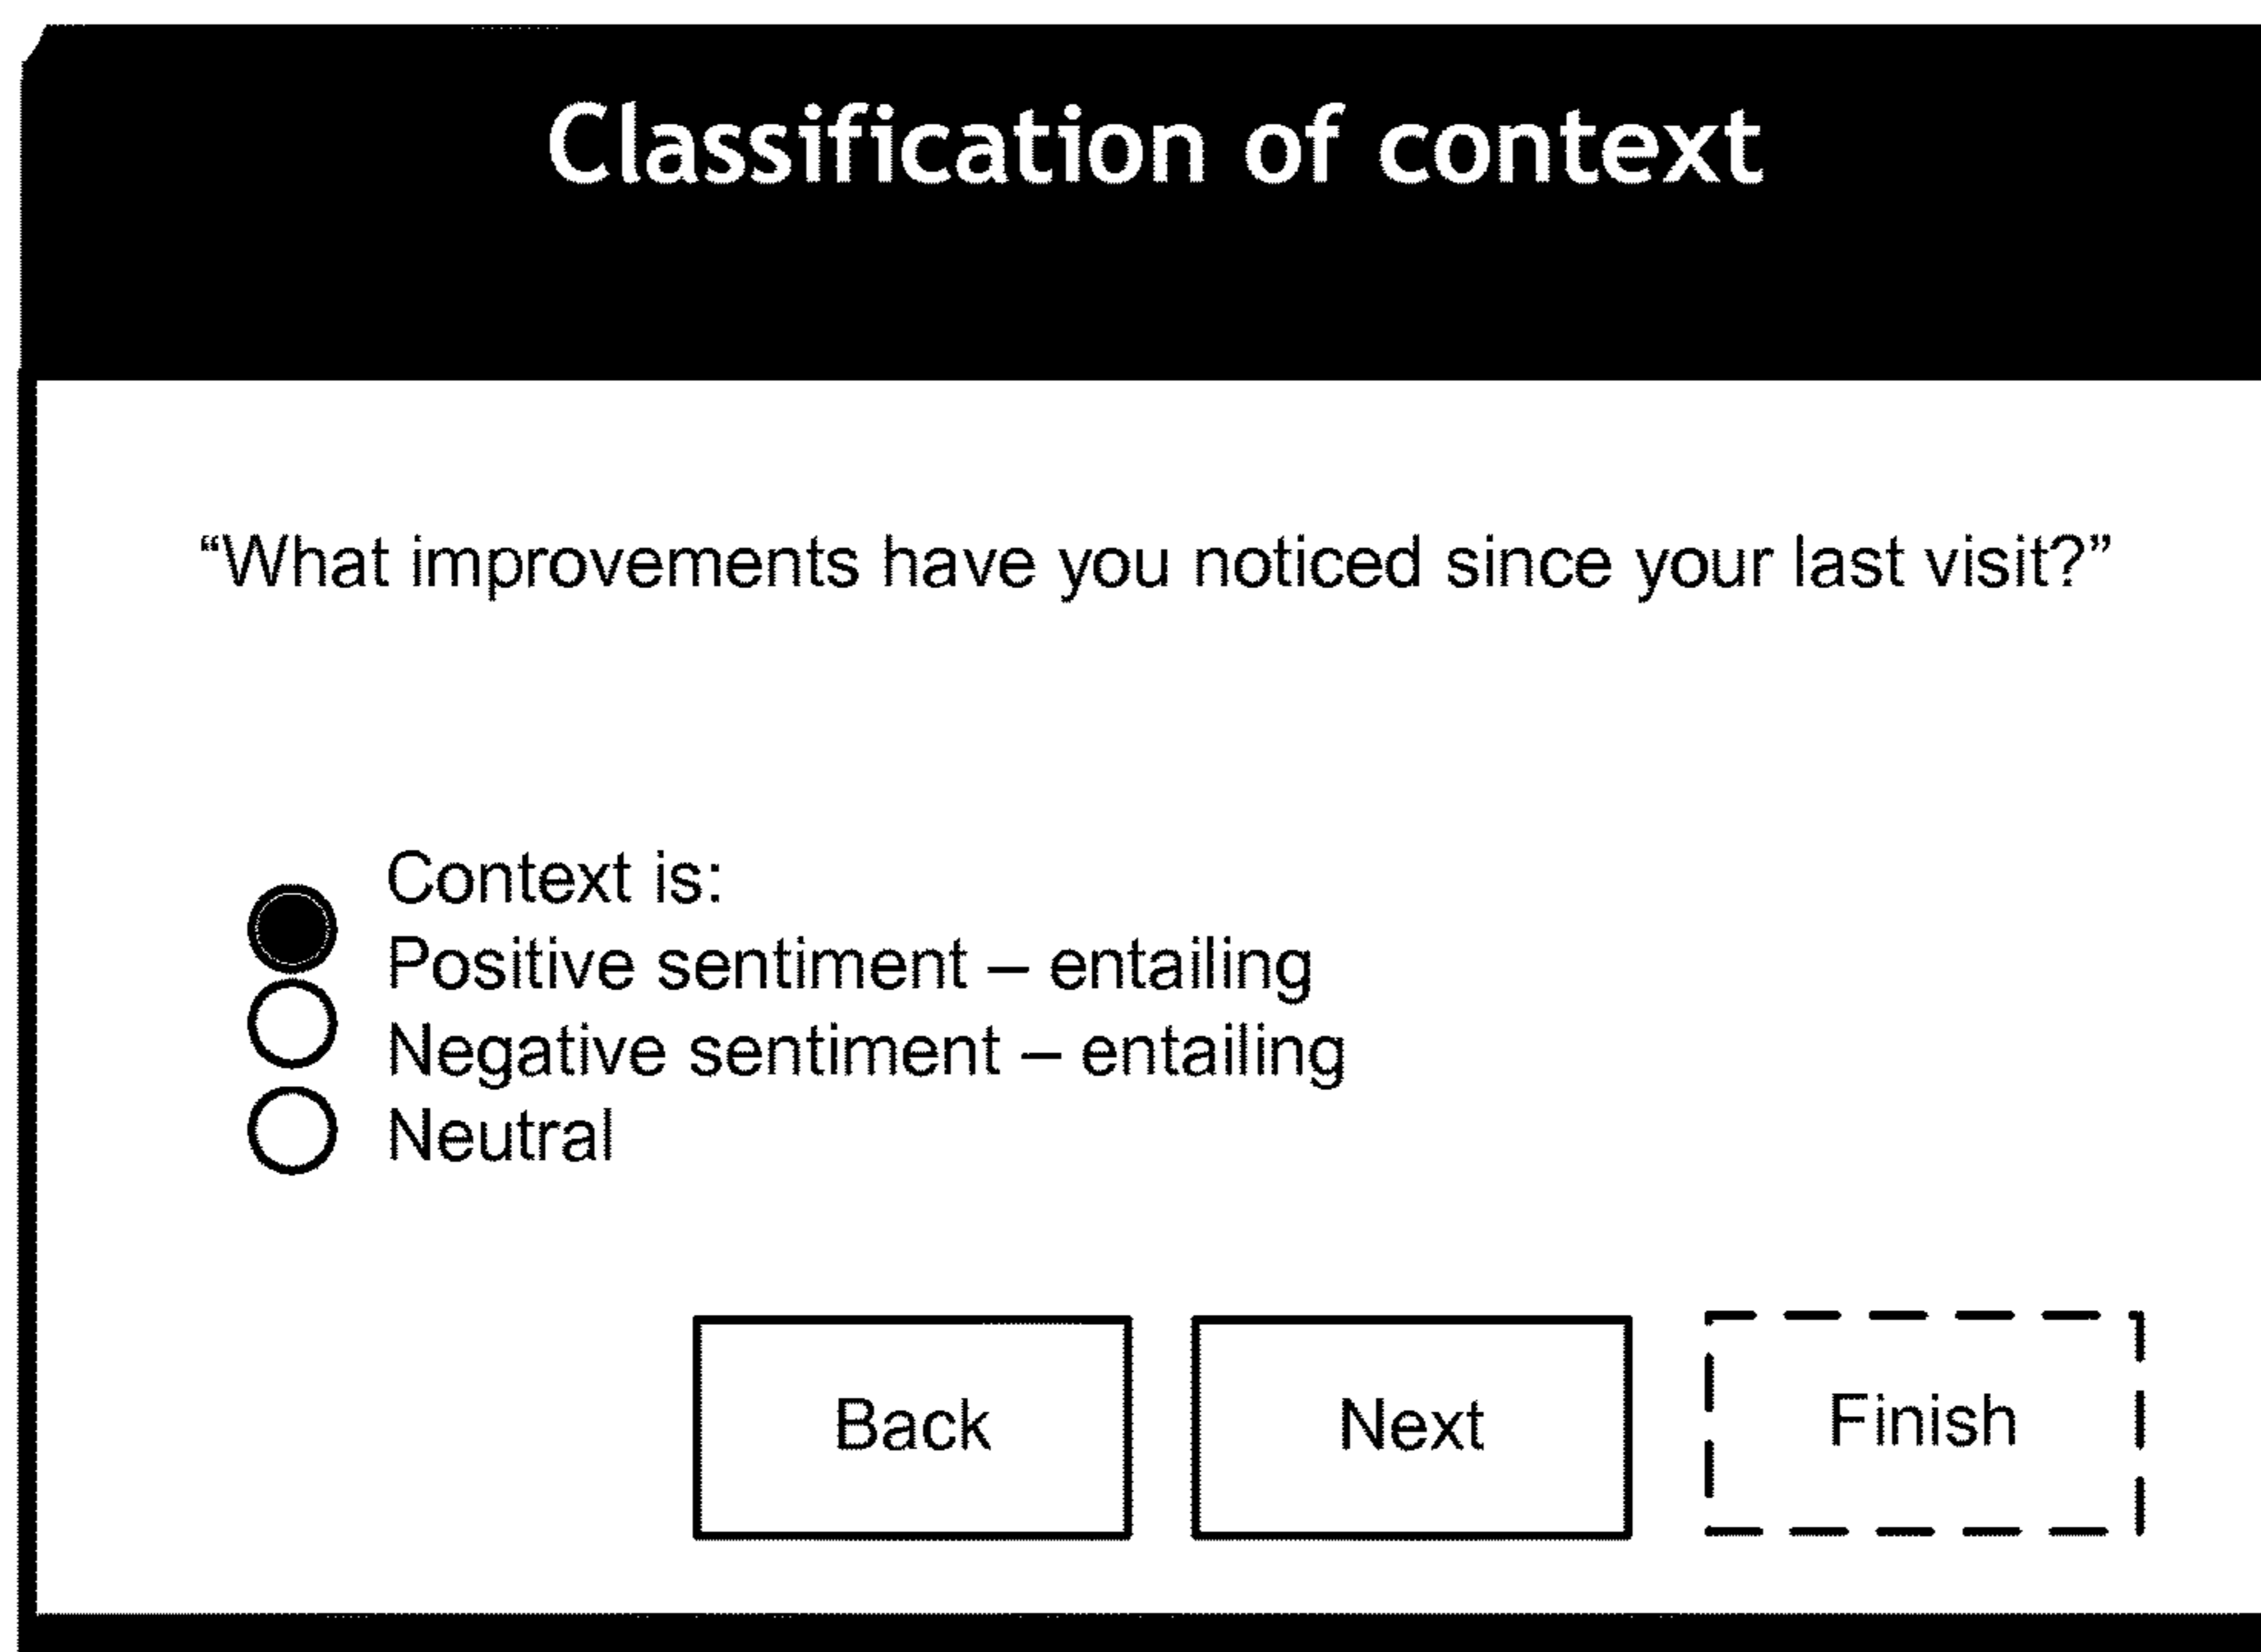 Classification of context
“What improvements have you noticed since your last visit?”
Context is:
Positive sentiment – entailing
Negative sentiment – entailing
Neutral
Back
Next
Finish